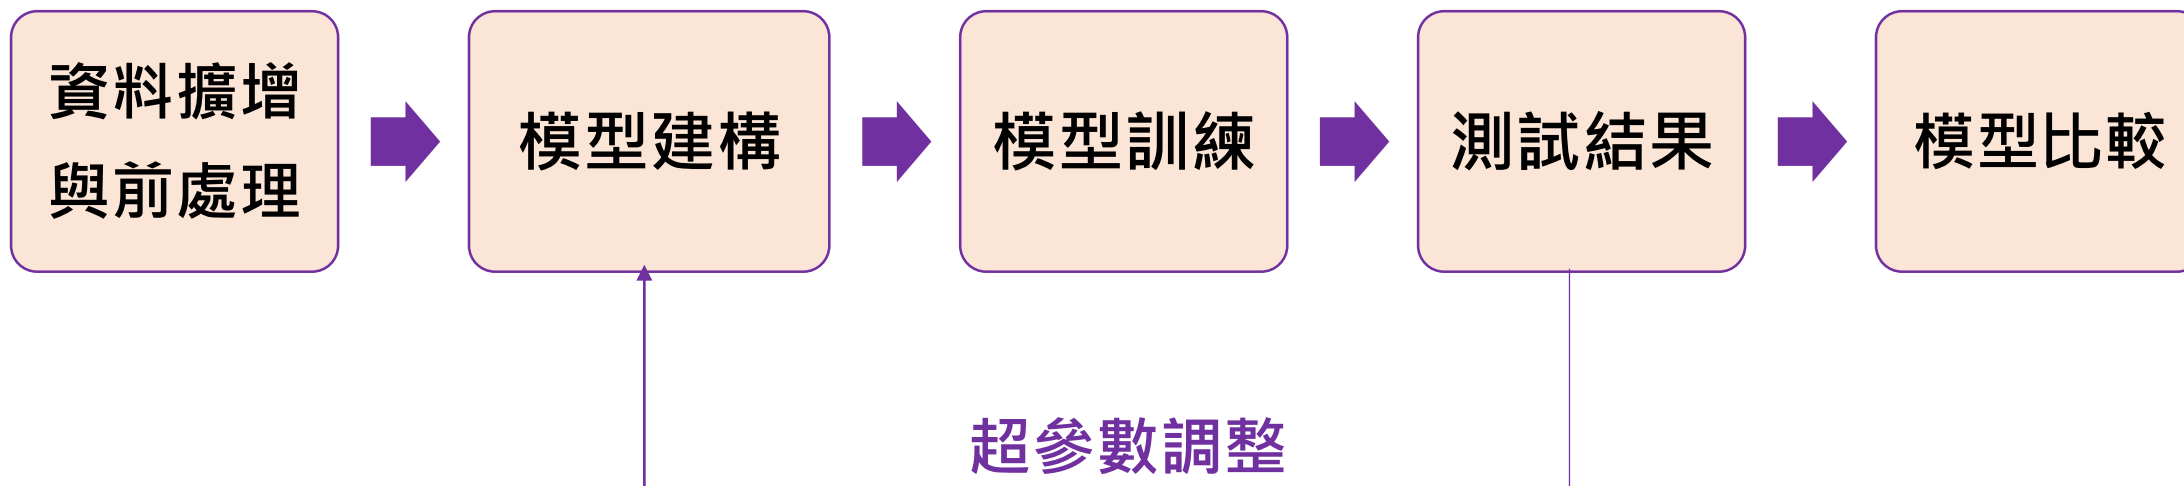 資料擴增
與前處理
模型建構
模型訓練
測試結果
模型比較
超參數調整